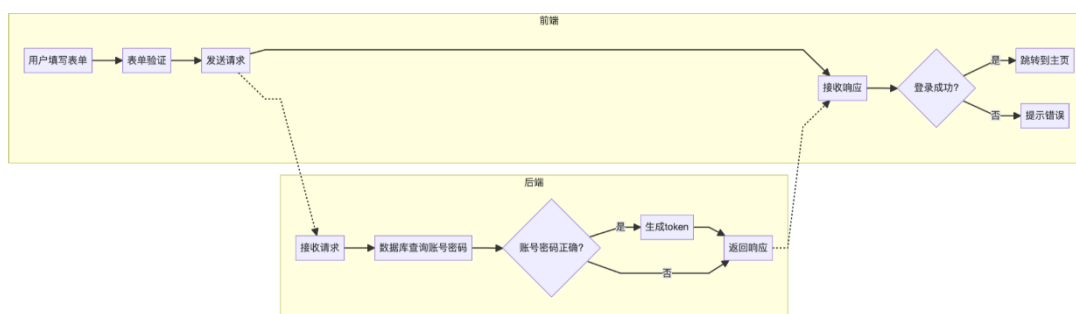 前端
用户填写表单
表单验证
发送请求
接收响应
登录成功?
是
跳转到主页
否
提示错误
后端
接收请求
数据库查询账号密码
账号密码正确?
是
生成token
否
返回响应